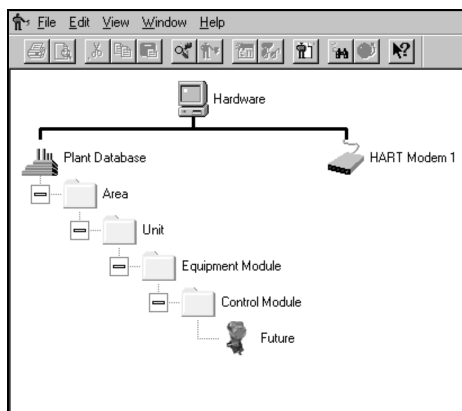 File Edit View Window Help
Hardware
Plant Database HART Modem 1
Area
Unit
Equipment Module
Control Module
Future